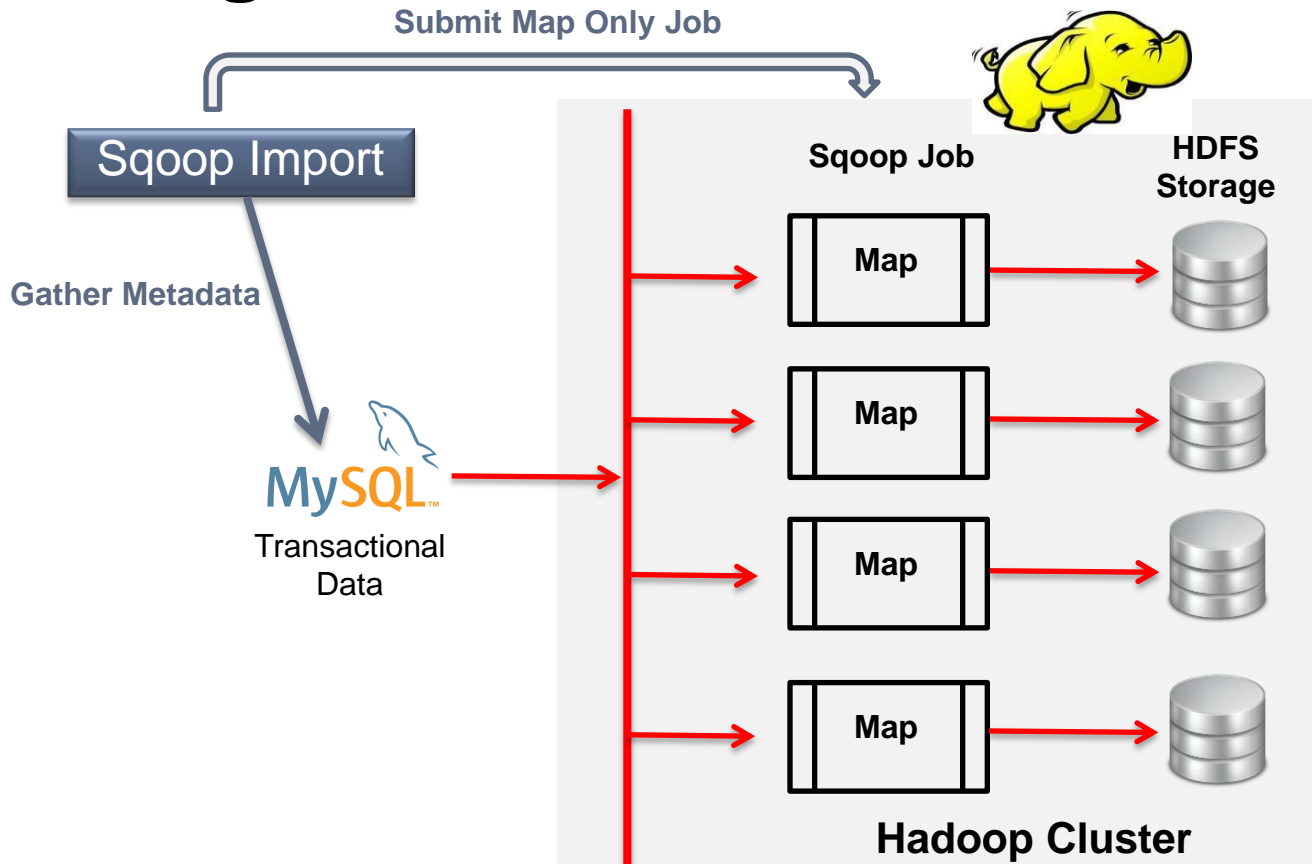 Submit Map Only Job
Sqoop Import
Sqoop Job
HDFS
Storage
Map
Gather Metadata
Map
MySQL™
Transactional
Data
Map
Map
Hadoop Cluster